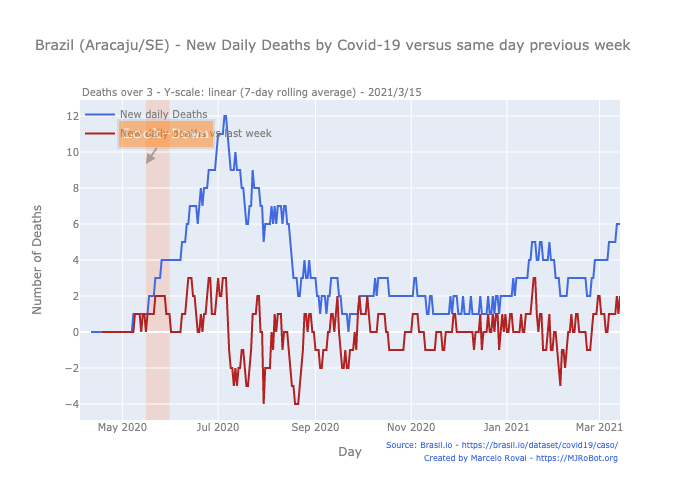 Brazil (Aracaju/SE) - New Daily Deaths by Covid-19 versus same day previous week
Deaths over 3 - Y-scale: linear (7-day rolling average) - 2021/3/15
New daily Deaths
New daily Deaths vs last week
12
10
8
6
4
2
0
−2
−4
Number of Deaths
May 2020
Jul 2020
Sep 2020
Nov 2020
Jan 2021
Mar 2021
Day
Source: Brasil.io - https://brasil.io/dataset/covid19/caso/
Created by Marcelo Rovai - https://MJRoBot.org